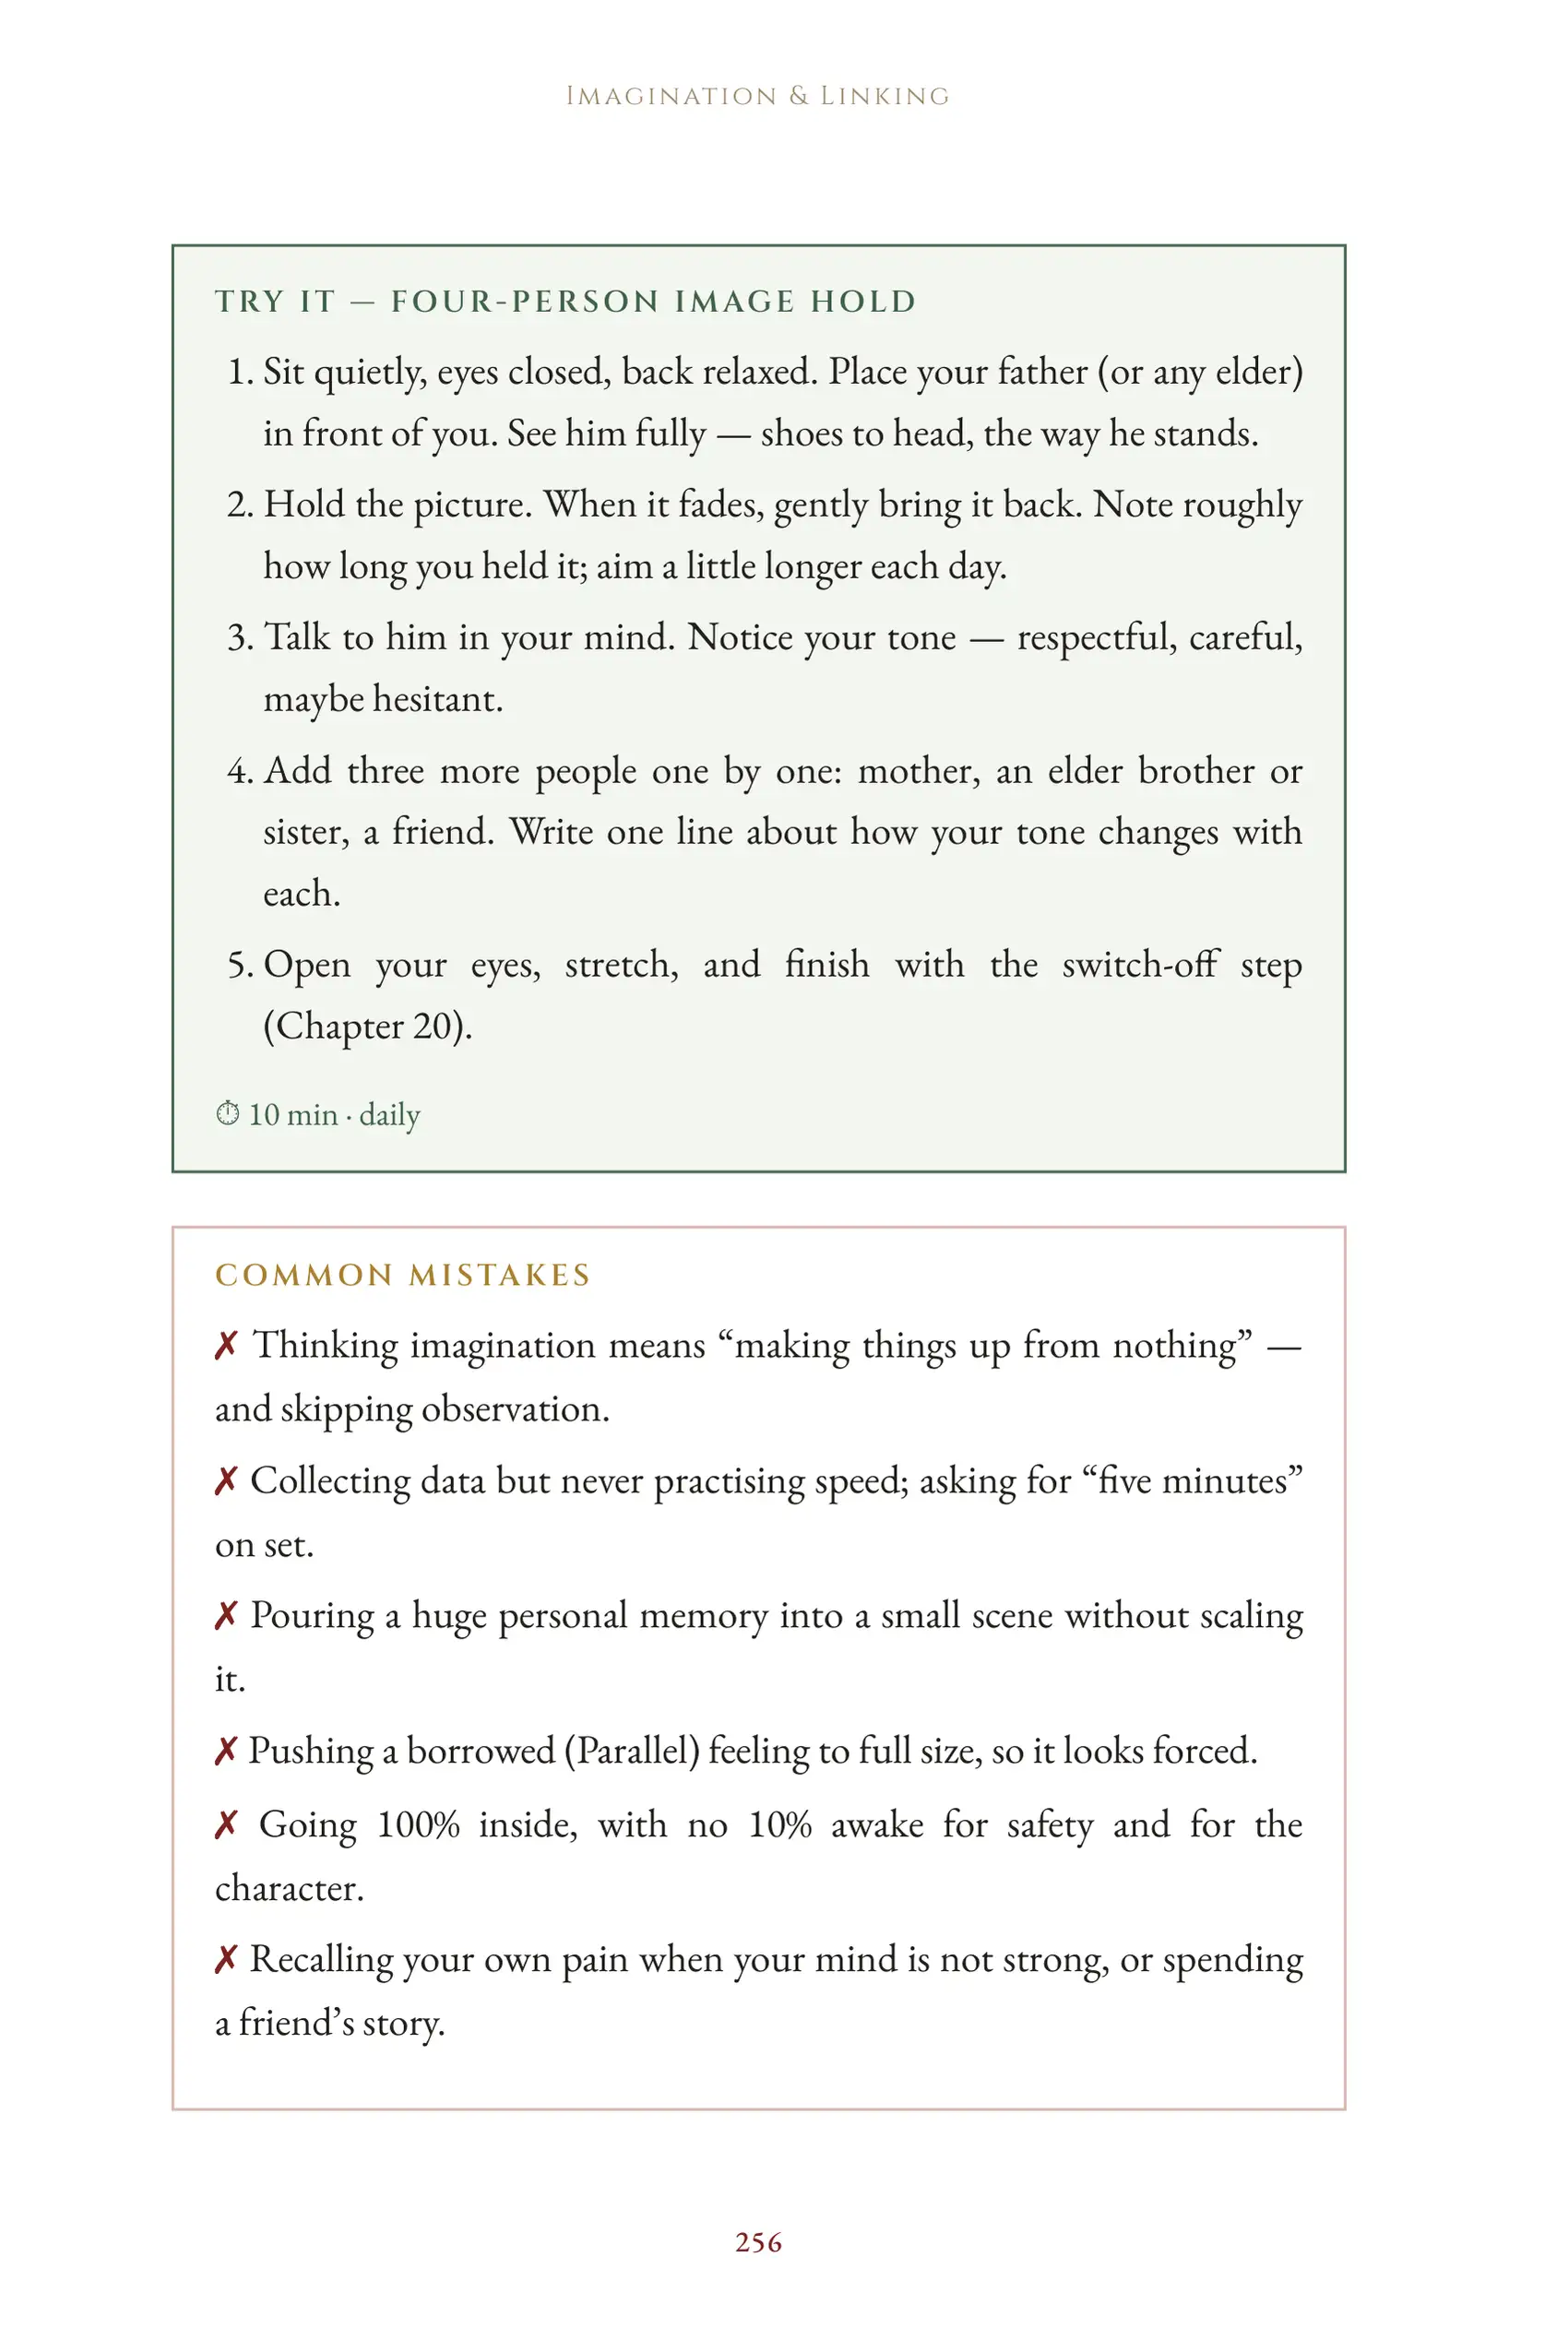 Imagination & Linking
TRY IT — FOUR-PERSON IMAGE HOLD
1. Sit quietly, eyes closed, back relaxed. Place your father (or any elder)
in front of you. See him fully — shoes to head, the way he stands.
2. Hold the picture. When it fades, gently bring it back. Note roughly
how long you held it; aim a little longer each day.
3. Talk to him in your mind. Notice your tone — respectful, careful,
maybe hesitant.
4. Add three more people one by one: mother, an elder brother or
sister, a friend. Write one line about how your tone changes with
each.
5. Open your eyes, stretch, and finish with the switch-off step
(Chapter 20).
⏱ 10 min · daily
COMMON MISTAKES
✗ Thinking imagination means “making things up from nothing” —
and skipping observation.
✗ Collecting data but never practising speed; asking for “five minutes”
on set.
✗ Pouring a huge personal memory into a small scene without scaling
it.
✗ Pushing a borrowed (Parallel) feeling to full size, so it looks forced.
✗ Going 100% inside, with no 10% awake for safety and for the
character.
✗ Recalling your own pain when your mind is not strong, or spending
a friend’s story.
256